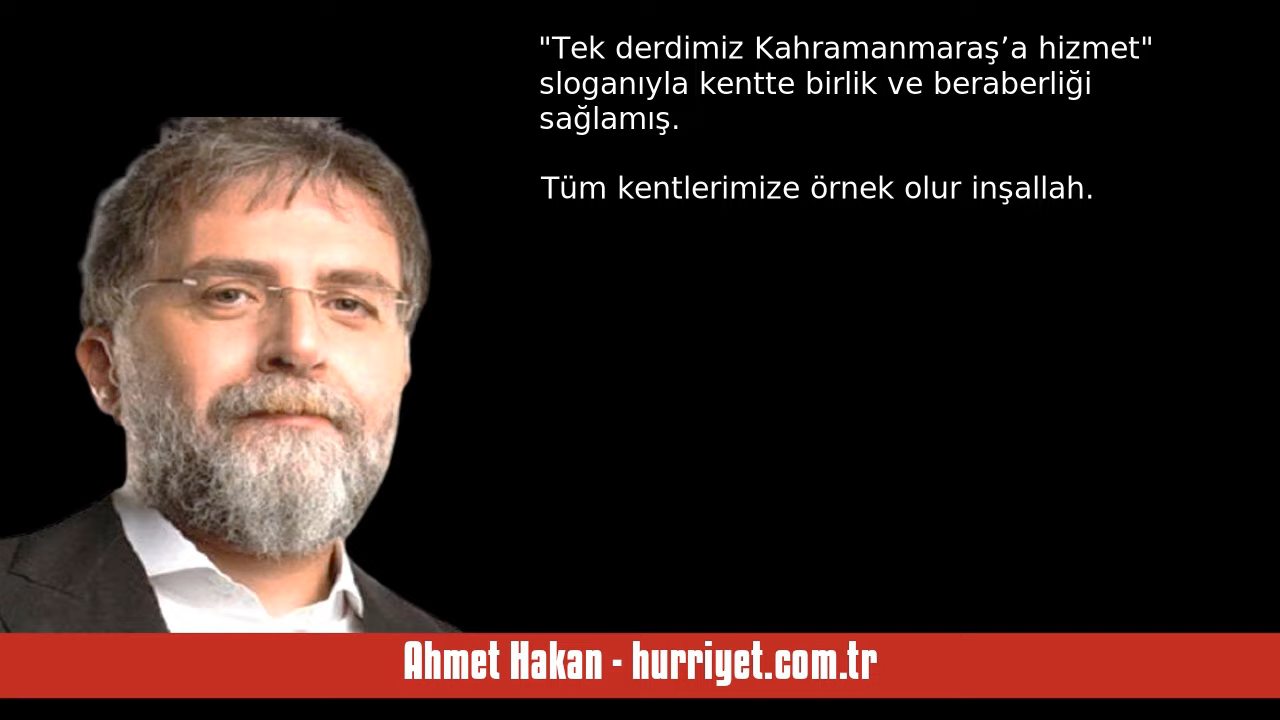 "Tek derdimiz Kahramanmaraş’a hizmet"
sloganıyla kentte birlik ve beraberliği
sağlamış.
Tüm kentlerimize örnek olur inşallah.
Ahmet Hakan - hurriyet.com.tr